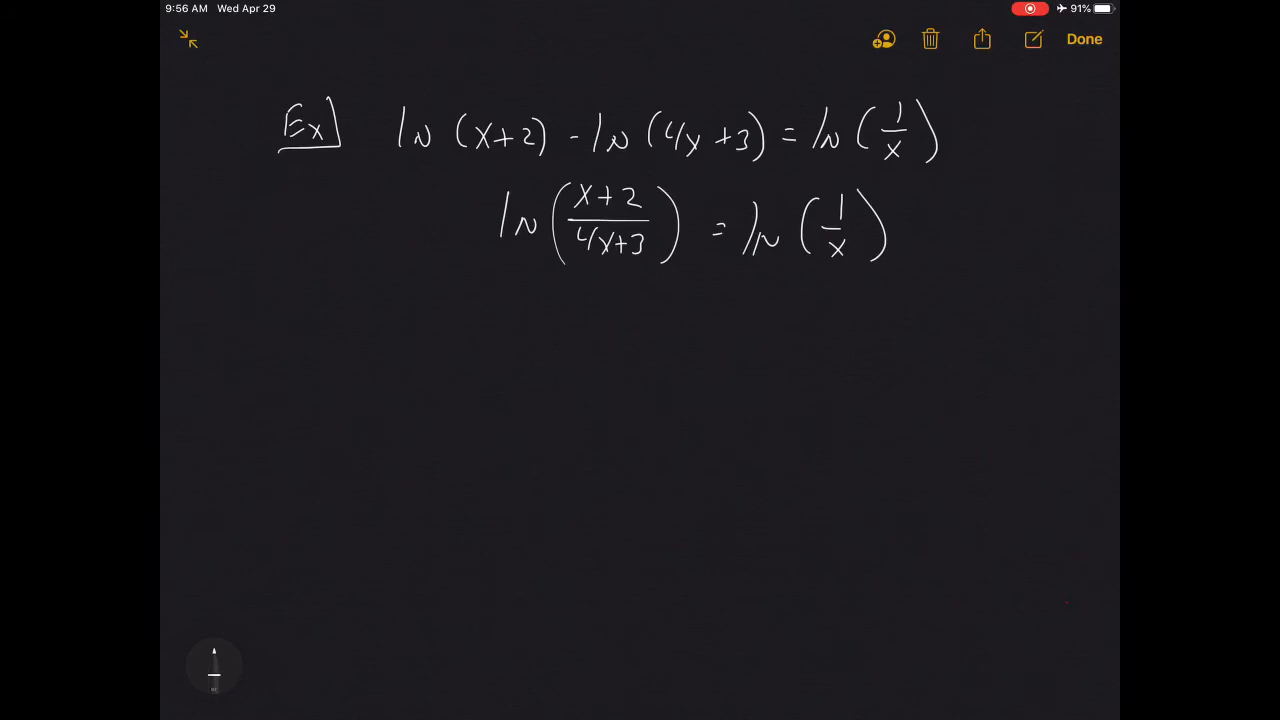 9:56 AM Wed Apr 29 91%
Done
Ex ln (x+2) - ln (4x+3) = ln (1/x)
ln ((x+2)/(4x+3)) = ln (1/x)